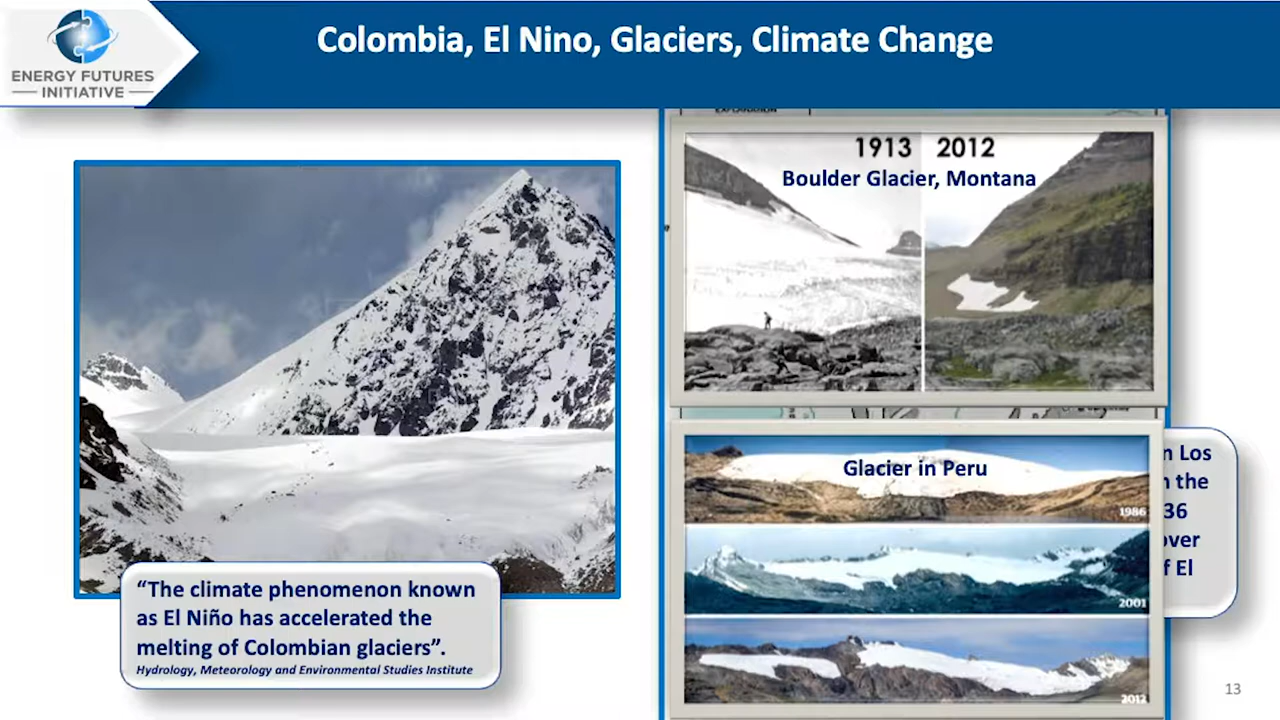 Colombia, El Nino, Glaciers, Climate Change
ENERGY FUTURES
INITIATIVE
1913 2012
Boulder Glacier, Montana
Glacier in Peru
1986
2001
2012
n Los
the
36
over
f El
“The climate phenomenon known
as El Niño has accelerated the
melting of Colombian glaciers”.
Hydrology, Meteorology and Environmental Studies Institute
13